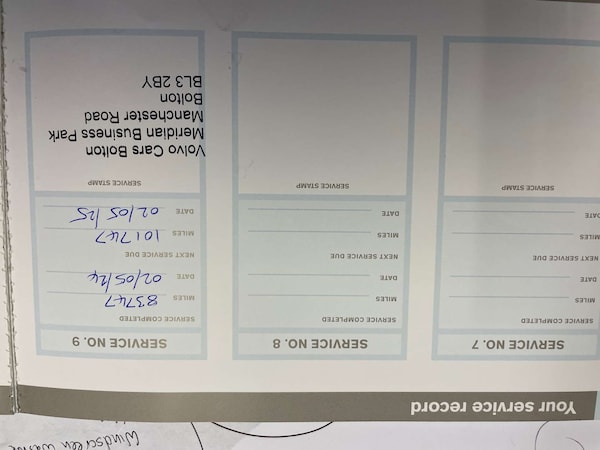 Windscreen
Your service record
SERVICE NO. 7
SERVICE COMPLETED
MILES
DATE
NEXT SERVICE DUE
MILES
DATE
SERVICE STAMP
SERVICE NO. 8
SERVICE COMPLETED
MILES
DATE
NEXT SERVICE DUE
MILES
DATE
SERVICE STAMP
SERVICE NO. 9
SERVICE COMPLETED
MILES 83747
DATE 02/05/24
NEXT SERVICE DUE
MILES 101747
DATE 02/05/25
SERVICE STAMP
Volvo Cars Bolton
Meridian Business Park
Manchester Road
Bolton
BL3 2BY